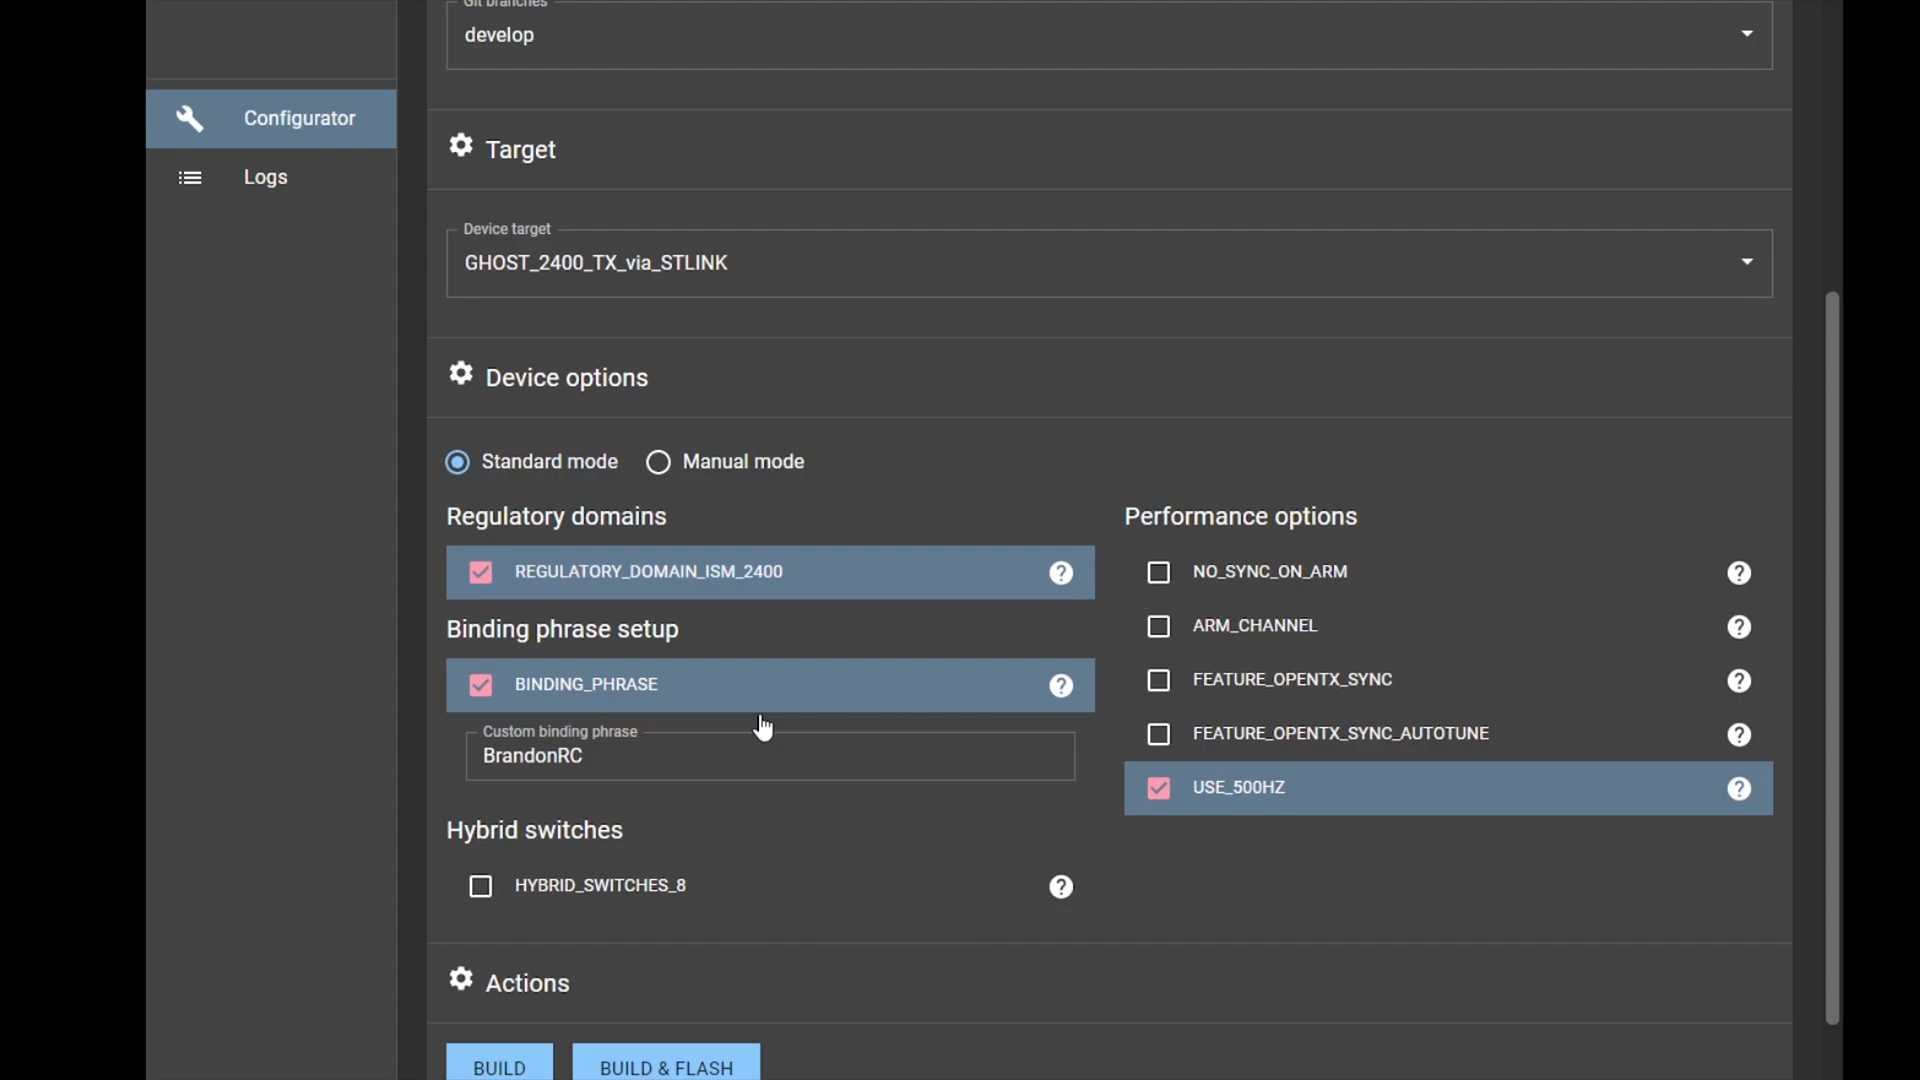 Git branches
develop
Configurator
Logs
Target
Device target
GHOST_2400_TX_via_STLINK
Device options
Standard mode
Manual mode
Regulatory domains
REGULATORY_DOMAIN_ISM_2400
Binding phrase setup
BINDING_PHRASE
Custom binding phrase
BrandonRC
Hybrid switches
HYBRID_SWITCHES_8
Performance options
NO_SYNC_ON_ARM
ARM_CHANNEL
FEATURE_OPENTX_SYNC
FEATURE_OPENTX_SYNC_AUTOTUNE
USE_500HZ
Actions
BUILD
BUILD & FLASH